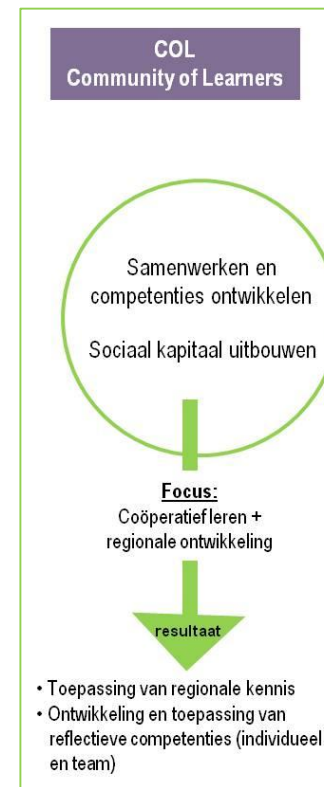 COL
Community of Learners
Samenwerken en
competenties ontwikkelen
Sociaal kapitaal uitbouwen
Focus:
Coöperatief leren +
regionale ontwikkeling
resultaat
• Toepassing van regionale kennis
• Ontwikkeling en toepassing van
reflectieve competenties (individueel
en team)